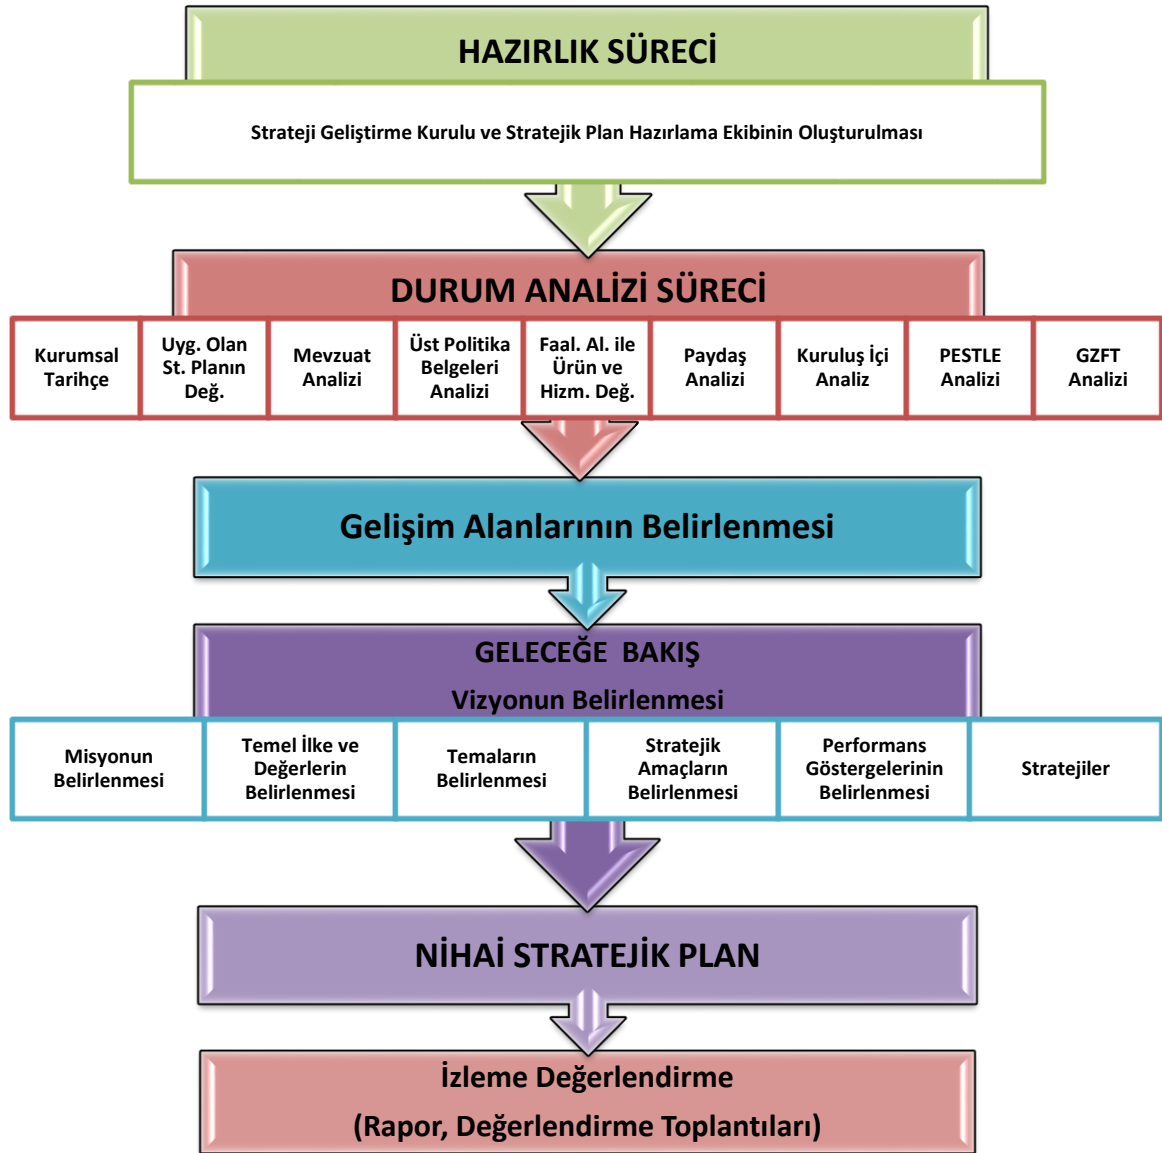 HAZIRLIK SÜRECİ
Strateji Geliştirme Kurulu ve Stratejik Plan Hazırlama Ekibinin Oluşturulması
DURUM ANALİZİ SÜRECİ
Kurumsal
Tarihçe
Uyg. Olan
St. Planın
Değ.
Mevzuat
Analizi
Üst Politika
Belgeleri
Analizi
Faal. Al. ile
Ürün ve
Hizm. Değ.
Paydaş
Analizi
Kuruluş İçi
Analiz
PESTLE
Analizi
GZFT
Analizi
Gelişim Alanlarının Belirlenmesi
GELECEĞE  BAKIŞ
Vizyonun Belirlenmesi
Misyonun
Belirlenmesi
Temel İlke ve
Değerlerin
Belirlenmesi
Temaların
Belirlenmesi
Stratejik
Amaçların
Belirlenmesi
Performans
Göstergelerinin
Belirlenmesi
Stratejiler
NİHAİ STRATEJİK PLAN
İzleme Değerlendirme
(Rapor, Değerlendirme Toplantıları)